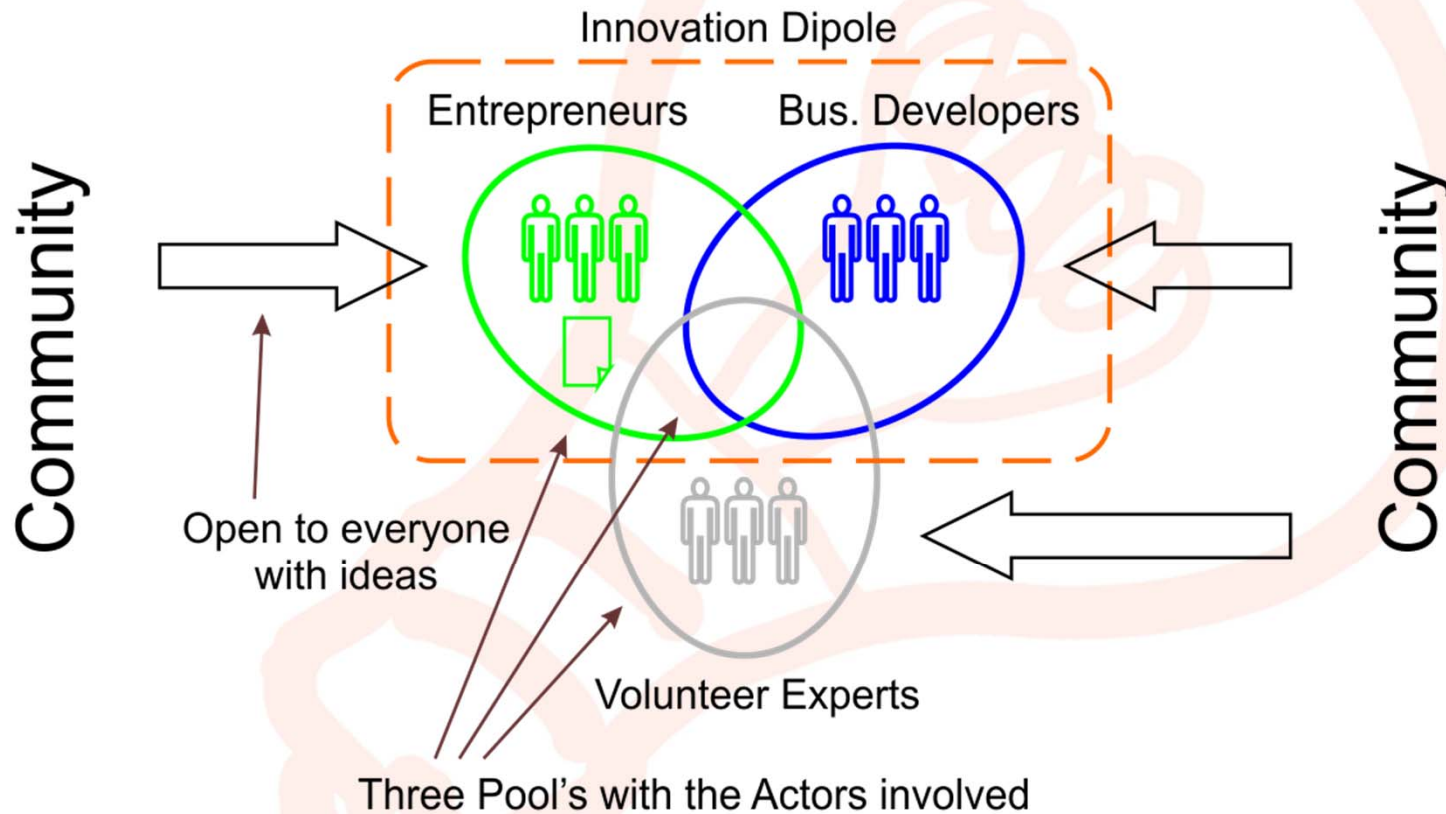 Innovation Dipole
Entrepreneurs
Bus. Developers
Community
Community
Open to everyone
with ideas
Volunteer Experts
Three Pool's with the Actors involved